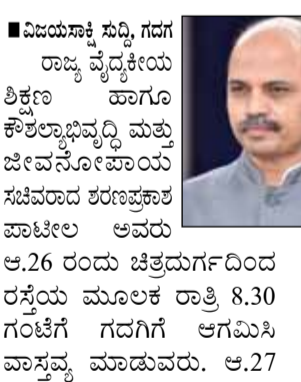 ■ವಿಜಯಸಾಕ್ಷಿ ಸುದ್ದಿ, ಗದಗ
ರಾಜ್ಯ ವೈದ್ಯಕೀಯ
ಶಿಕ್ಷಣ ಹಾಗೂ
ಕೌಶಲ್ಯಾಭಿವೃದ್ಧಿ ಮತ್ತು
ಜೀವನೋಪಾಯ
ಸಚಿವರಾದ ಶರಣಪ್ರಕಾಶ
ಪಾಟೀಲ ಅವರು
ಆ.26 ರಂದು ಚಿತ್ರದುರ್ಗದಿಂದ
ರಸ್ತೆಯ ಮೂಲಕ ರಾತ್ರಿ 8.30
ಗಂಟೆಗೆ ಗದಗಿಗೆ ಆಗಮಿಸಿ
ವಾಸ್ತವ್ಯ ಮಾಡುವರು. ಆ.27